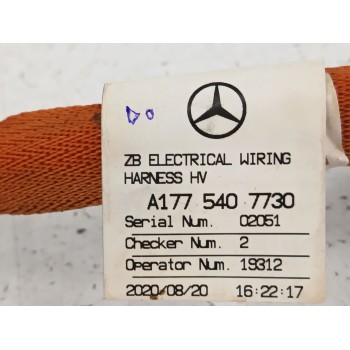 ZB ELECTRICAL WIRING
HARNESS HV
A177 540 7730
Serial Num. 02051
Checker Num. 2
Operator Num. 19312
2020/08/20 16:22:17